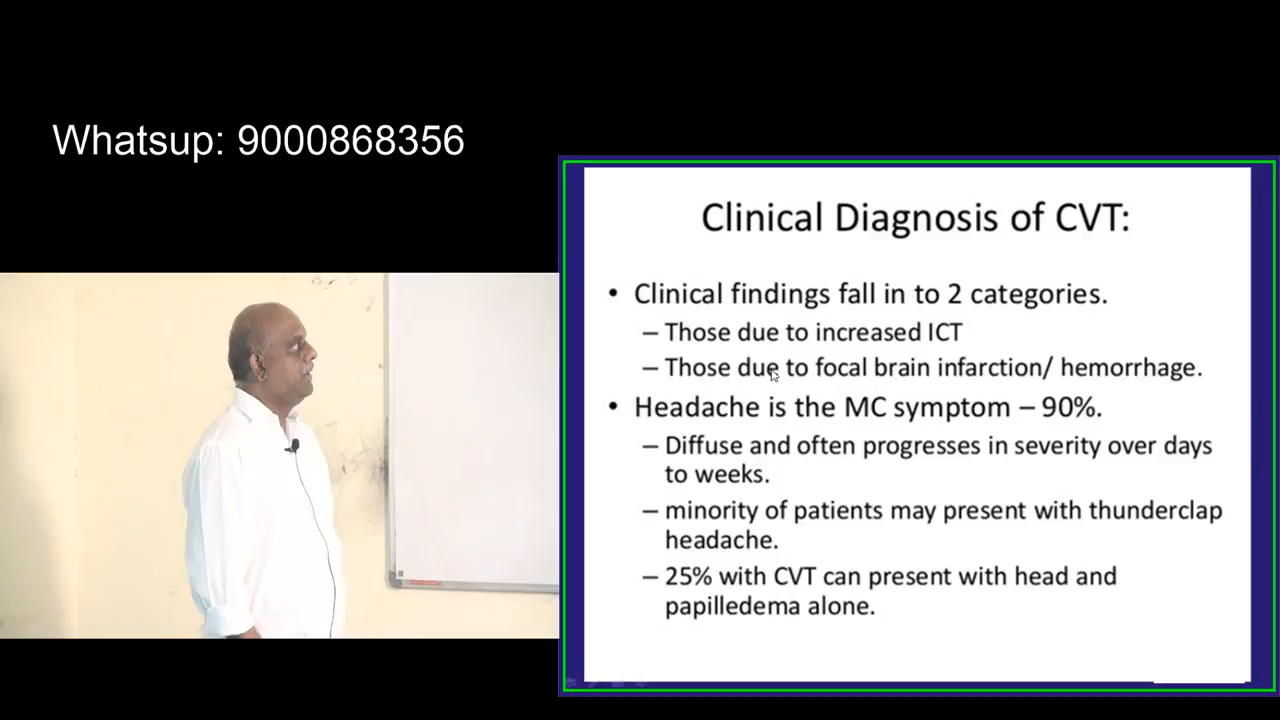 Whatsup: 9000868356
Clinical Diagnosis of CVT:
• Clinical findings fall in to 2 categories.
– Those due to increased ICT
– Those due to focal brain infarction/ hemorrhage.
• Headache is the MC symptom – 90%.
– Diffuse and often progresses in severity over days
to weeks.
– minority of patients may present with thunderclap
headache.
– 25% with CVT can present with head and
papilledema alone.